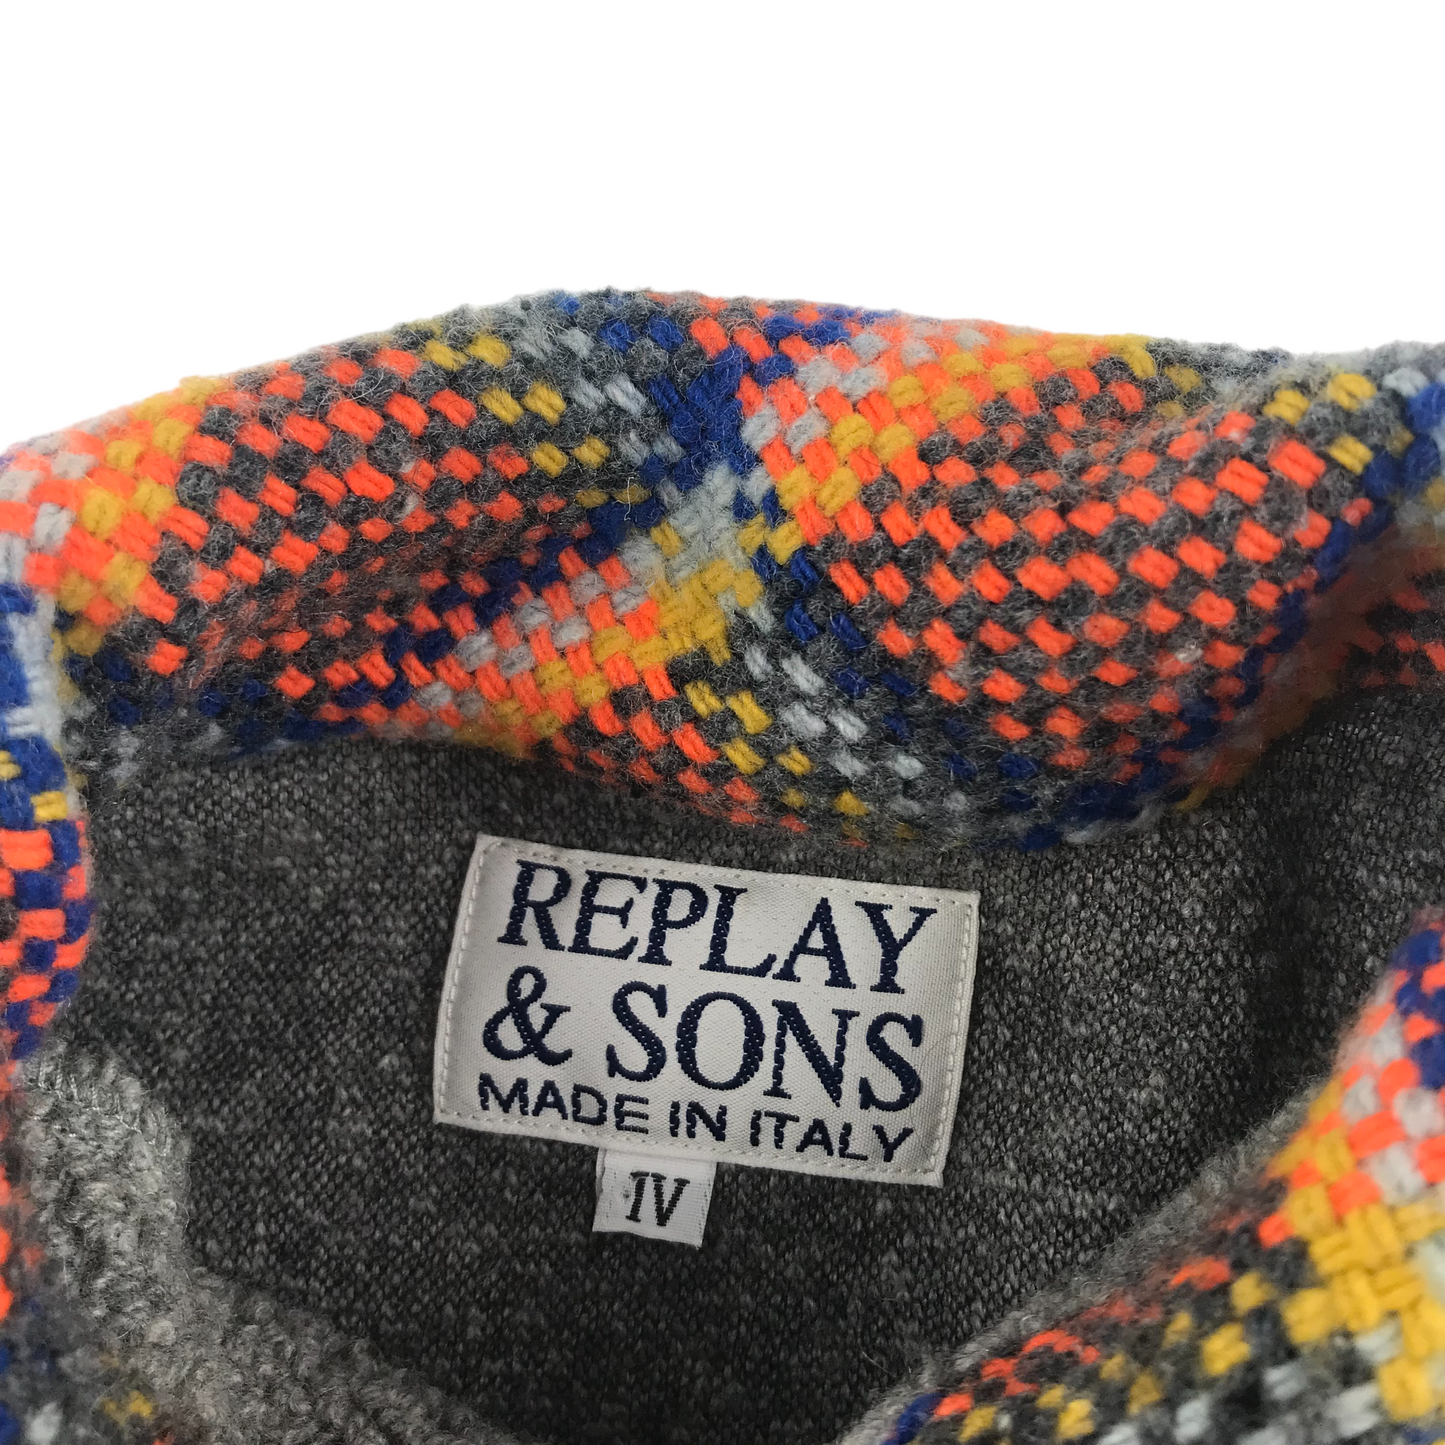 REPLAY
& SONS
MADE IN ITALY
IV